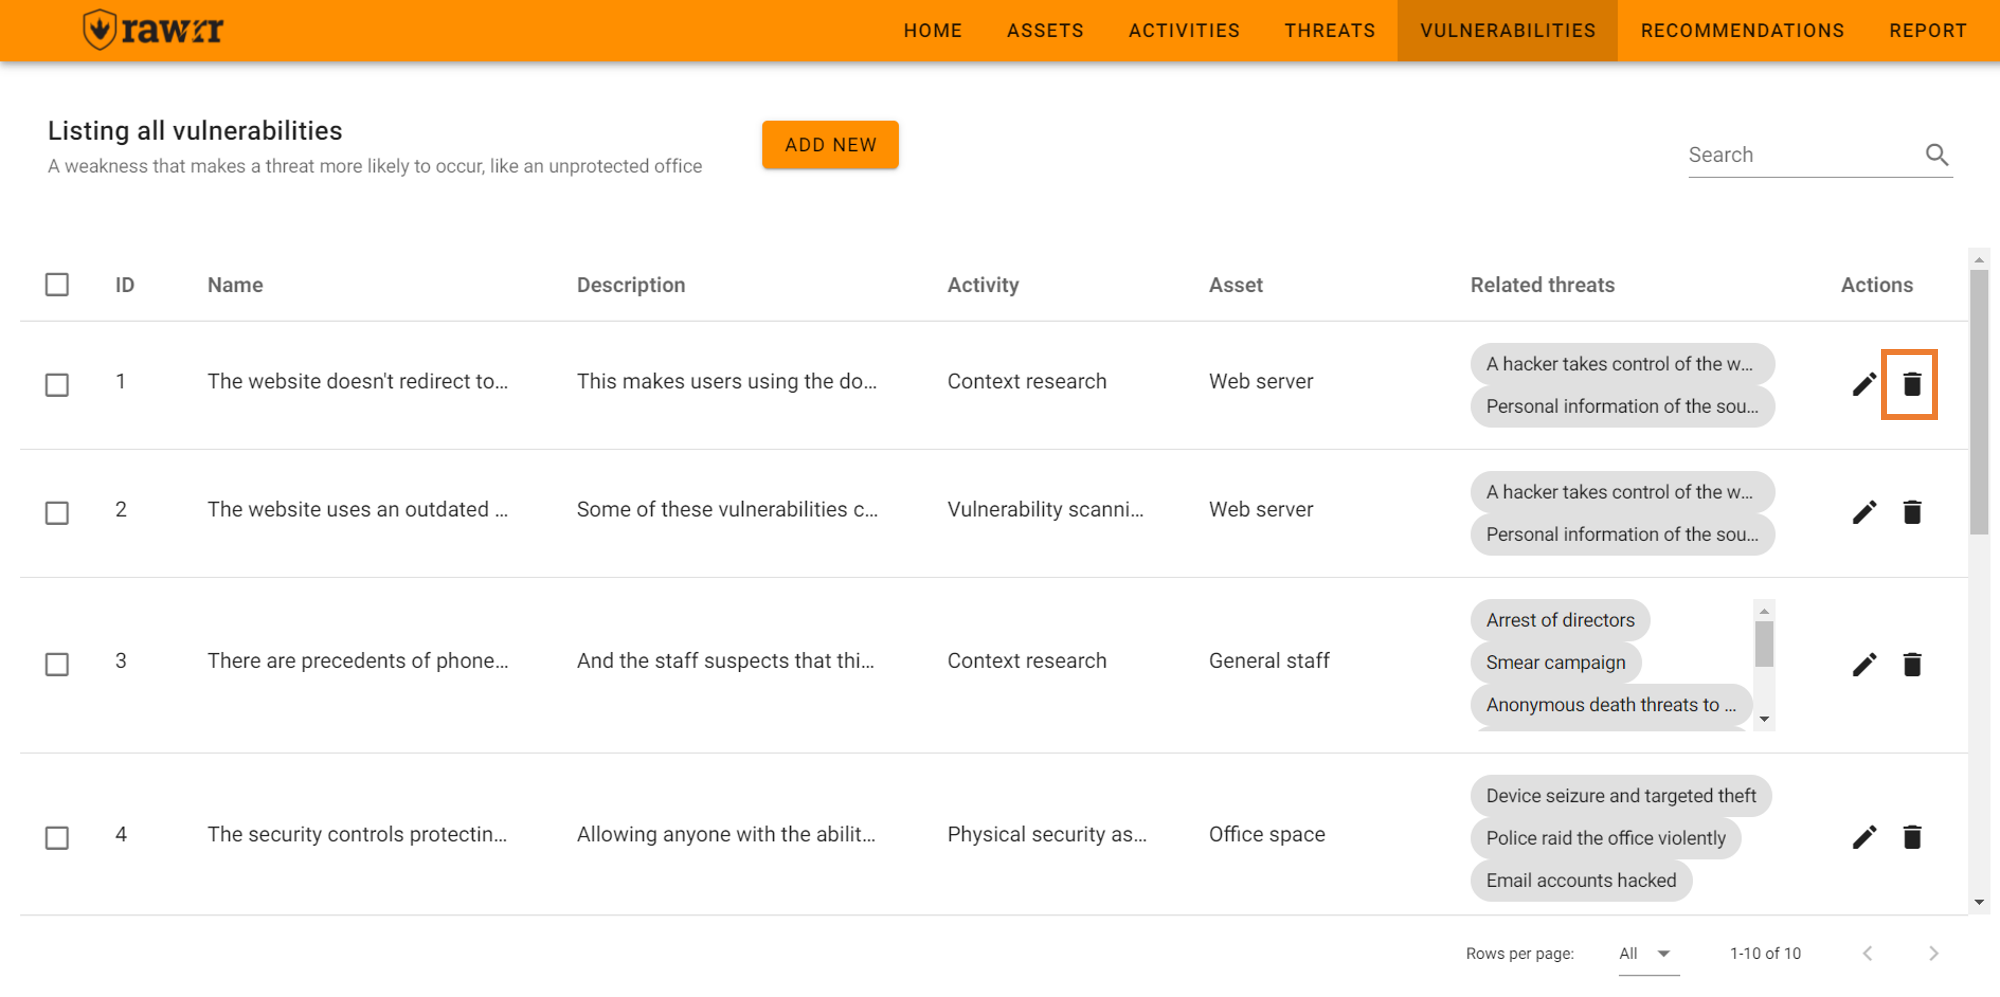 rawrr
HOME ASSETS ACTIVITIES THREATS VULNERABILITIES RECOMMENDATIONS REPORT
Listing all vulnerabilities
A weakness that makes a threat more likely to occur, like an unprotected office
ADD NEW
Search
ID Name Description Activity Asset Related threats Actions
1 The website doesn't redirect to... This makes users using the do... Context research Web server
A hacker takes control of the w...
Personal information of the sou...
2 The website uses an outdated ... Some of these vulnerabilities c... Vulnerability scanni... Web server
A hacker takes control of the w...
Personal information of the sou...
3 There are precedents of phone... And the staff suspects that thi... Context research General staff
Arrest of directors
Smear campaign
Anonymous death threats to ...
4 The security controls protectin... Allowing anyone with the abilit... Physical security as... Office space
Device seizure and targeted theft
Police raid the office violently
Email accounts hacked
Rows per page: All 1-10 of 10